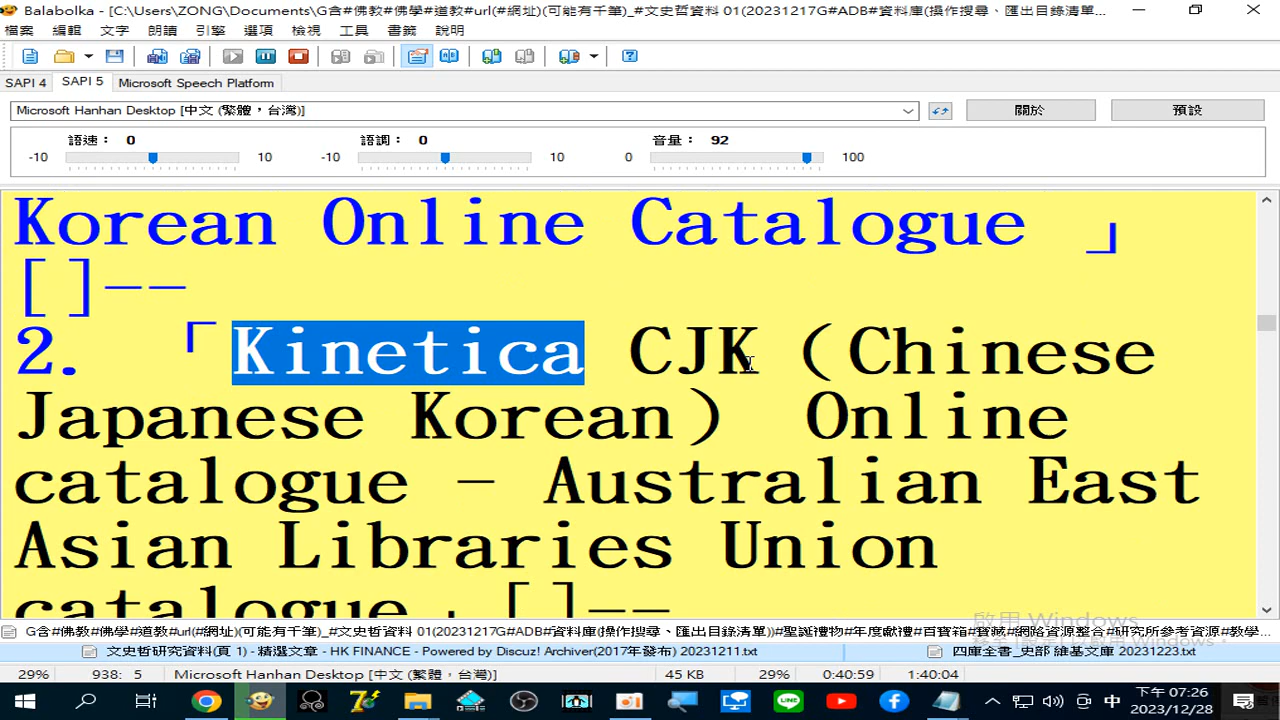 Balabolka - [C:\Users\ZONG\Documents\G含#佛教#佛學#道教#url(#網址)(可能有千筆)_#文史哲資料 01(20231217G#ADB#資料庫(操作搜尋、匯出目錄清單...
檔案 編輯 文字 朗讀 引擎 選項 檢視 工具 書籤 說明
SAPI 4 SAPI 5 Microsoft Speech Platform
Microsoft Hanhan Desktop [中文 (繁體，台灣)] 關於 預設
語速： 0 語調： 0 音量： 92
-10 10 -10 10 0 100
Korean Online Catalogue 」
[]--
2. 「Kinetica CJK (Chinese
Japanese Korean) Online
catalogue - Australian East
Asian Libraries Union
catalogue」[]--
啟用 Windows
G含#佛教#佛學#道教#url(#網址)(可能有千筆)_#文史哲資料 01(20231217G#ADB#資料庫(操作搜尋、匯出目錄清單))#聖誕禮物#年度獻禮#百寶箱#寶城#網路資源整合#研究所參考資源#教學...
文史哲研究資料(頁 1) - 精選文章 - HK FINANCE - Powered by Discuz! Archiver(2017年發布) 20231211.txt 四庫全書_史部 維基文庫 20231223.txt
29% 938: 5 Microsoft Hanhan Desktop [中文 (繁體，台灣)] 45 KB 29% 0:40:59 1:40:04
中 下午 07:26
2023/12/28